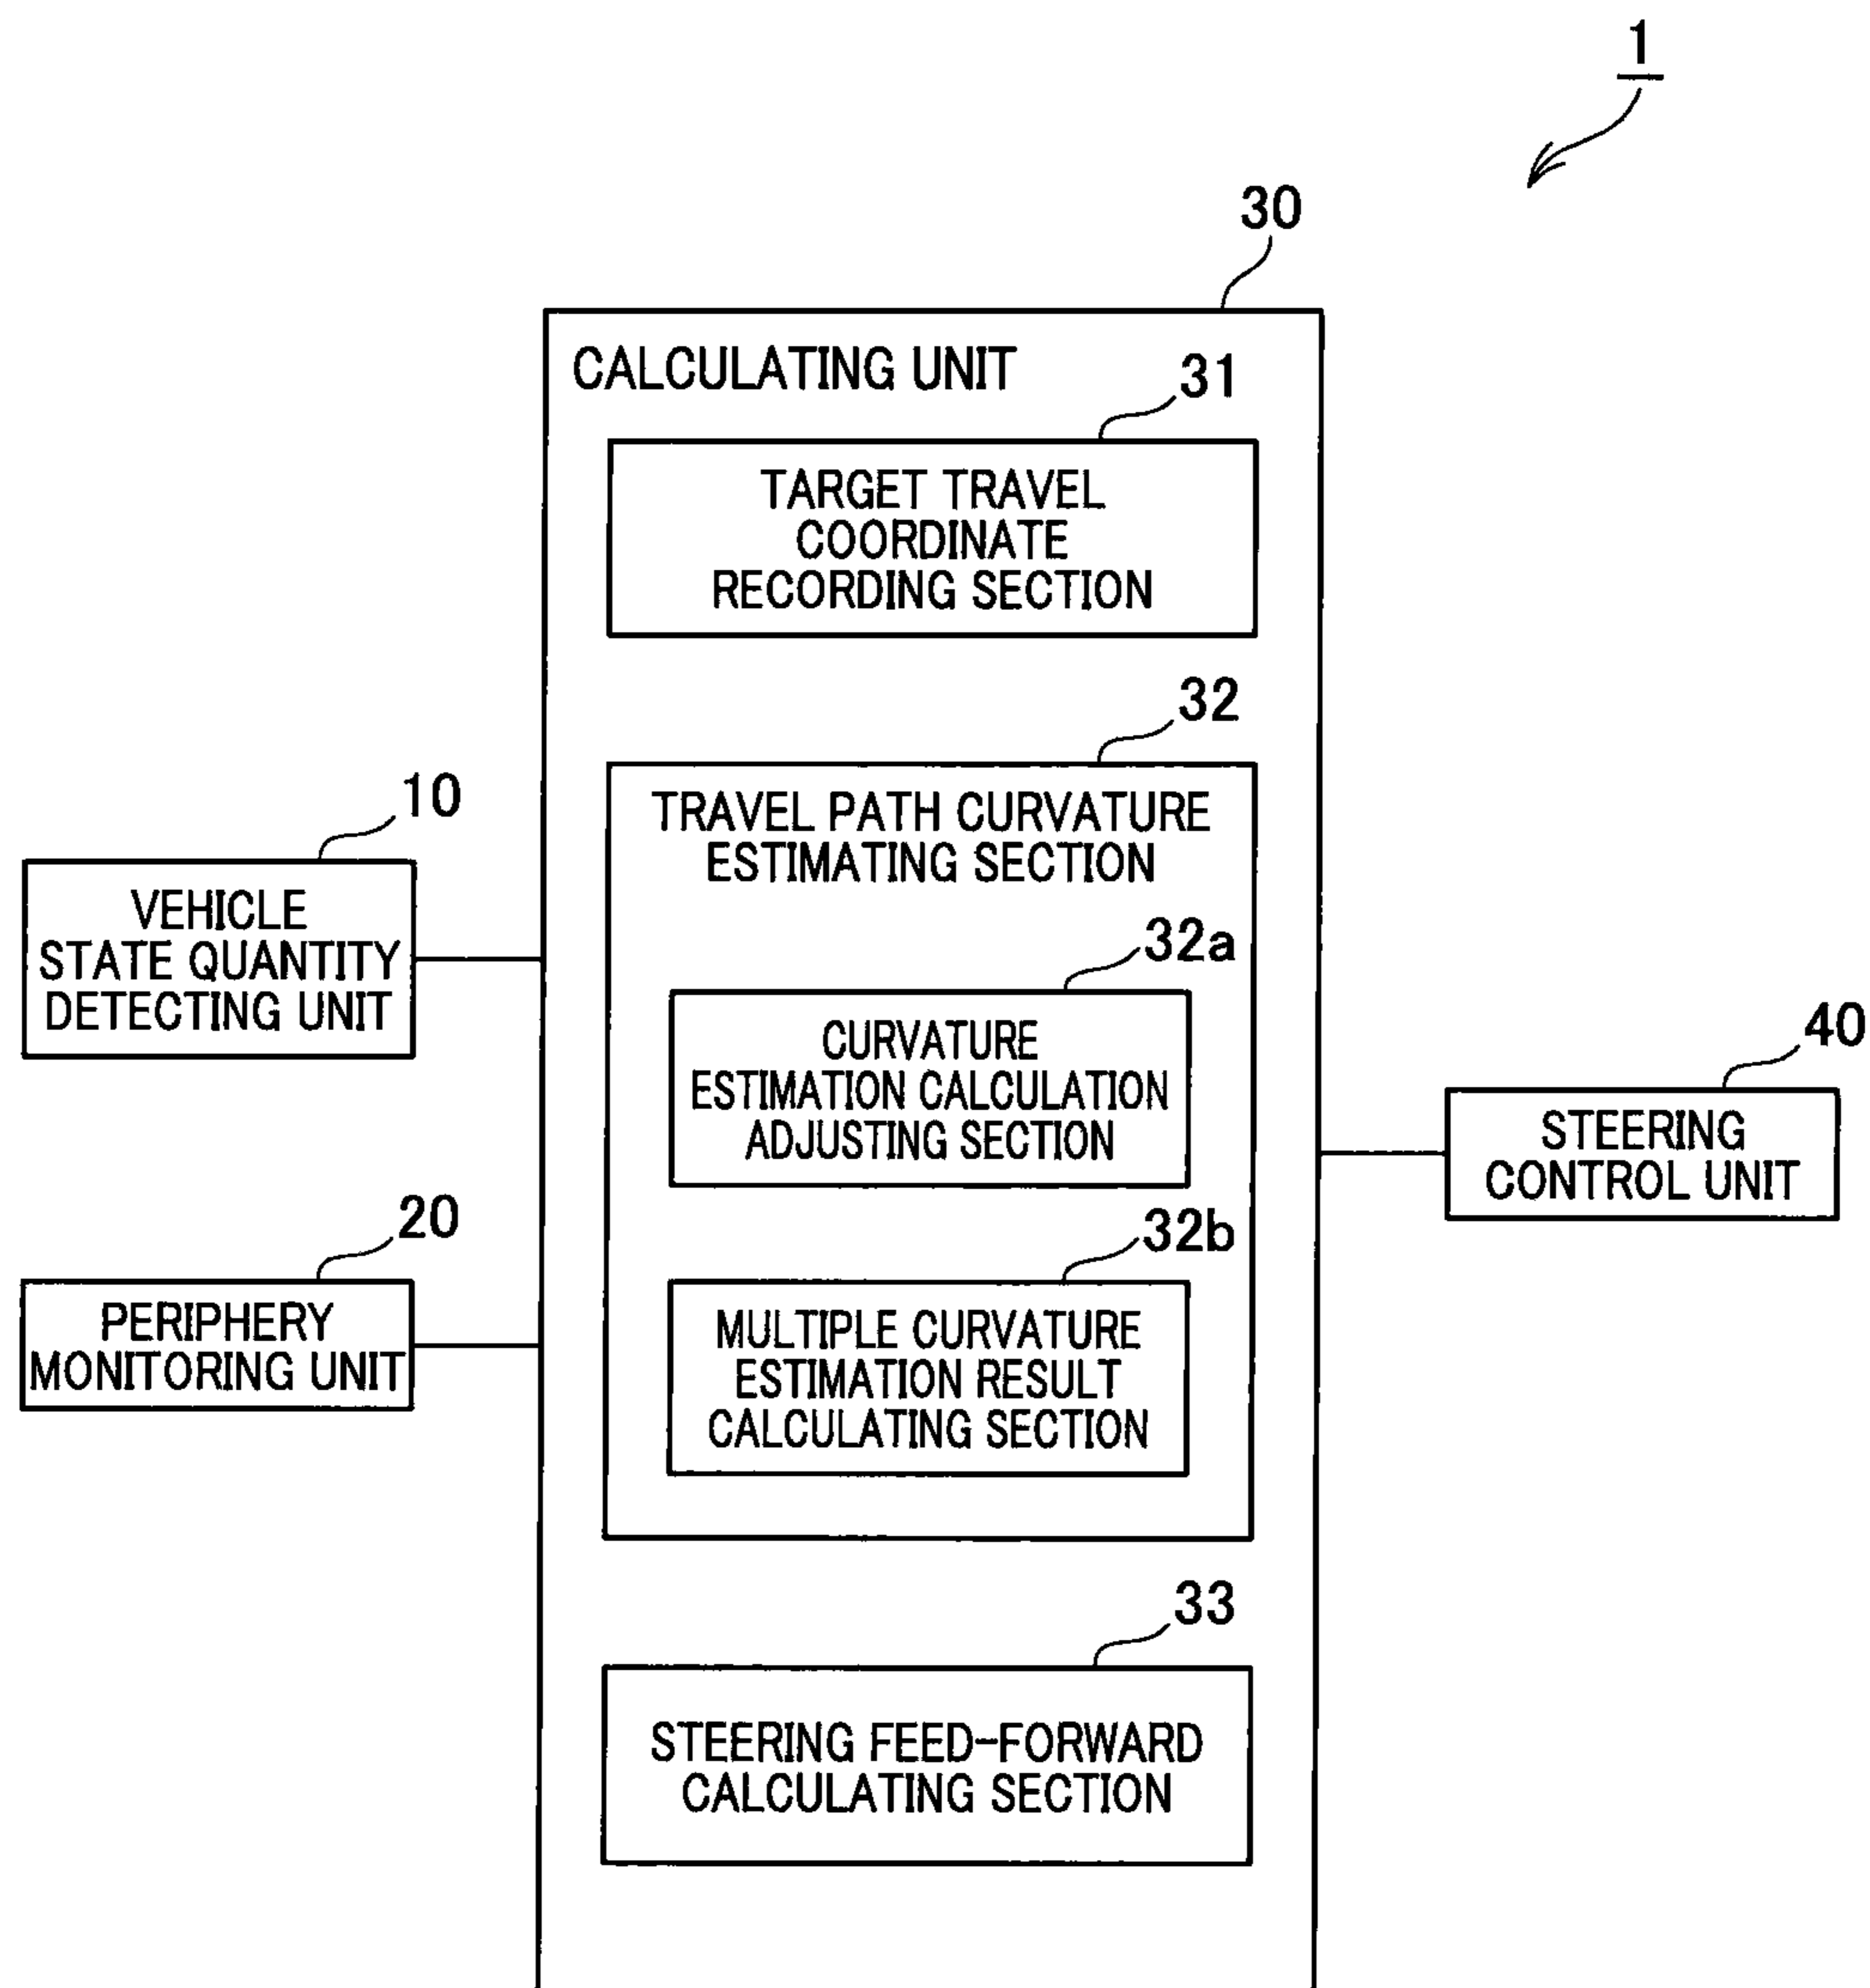 1
30
CALCULATING UNIT
31
TARGET TRAVEL
COORDINATE
RECORDING SECTION
32
TRAVEL PATH CURVATURE
ESTIMATING SECTION
10
VEHICLE
STATE QUANTITY
DETECTING UNIT
32a
CURVATURE
ESTIMATION CALCULATION
ADJUSTING SECTION
40
STEERING
CONTROL UNIT
20
PERIPHERY
MONITORING UNIT
32b
MULTIPLE CURVATURE
ESTIMATION RESULT
CALCULATING SECTION
33
STEERING FEED-FORWARD
CALCULATING SECTION